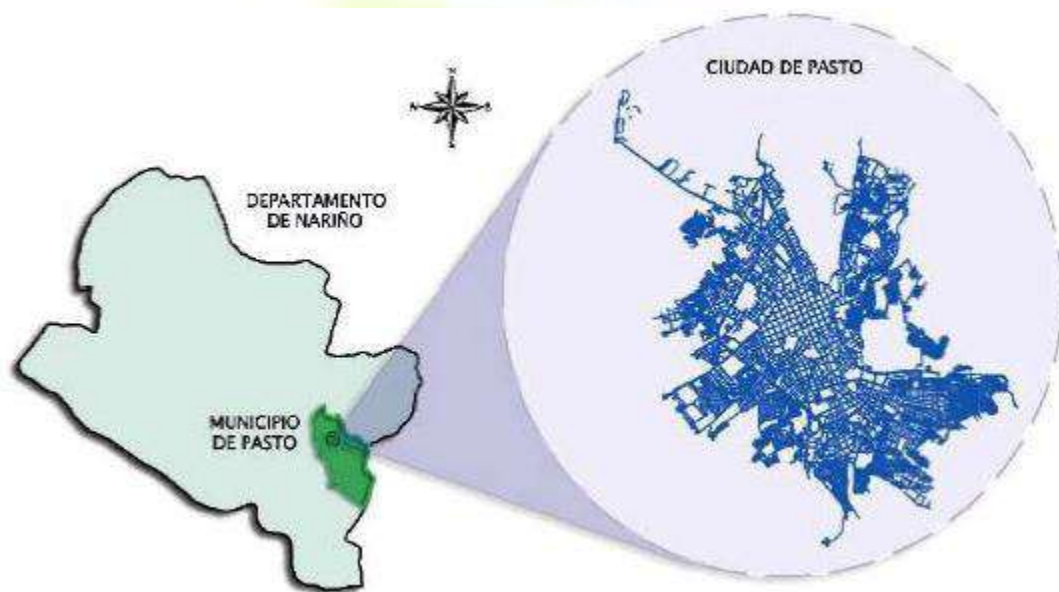 CIUDAD DE PASTO
DEPARTAMENTO
DE NARIÑO
MUNICIPIO
DE PASTO